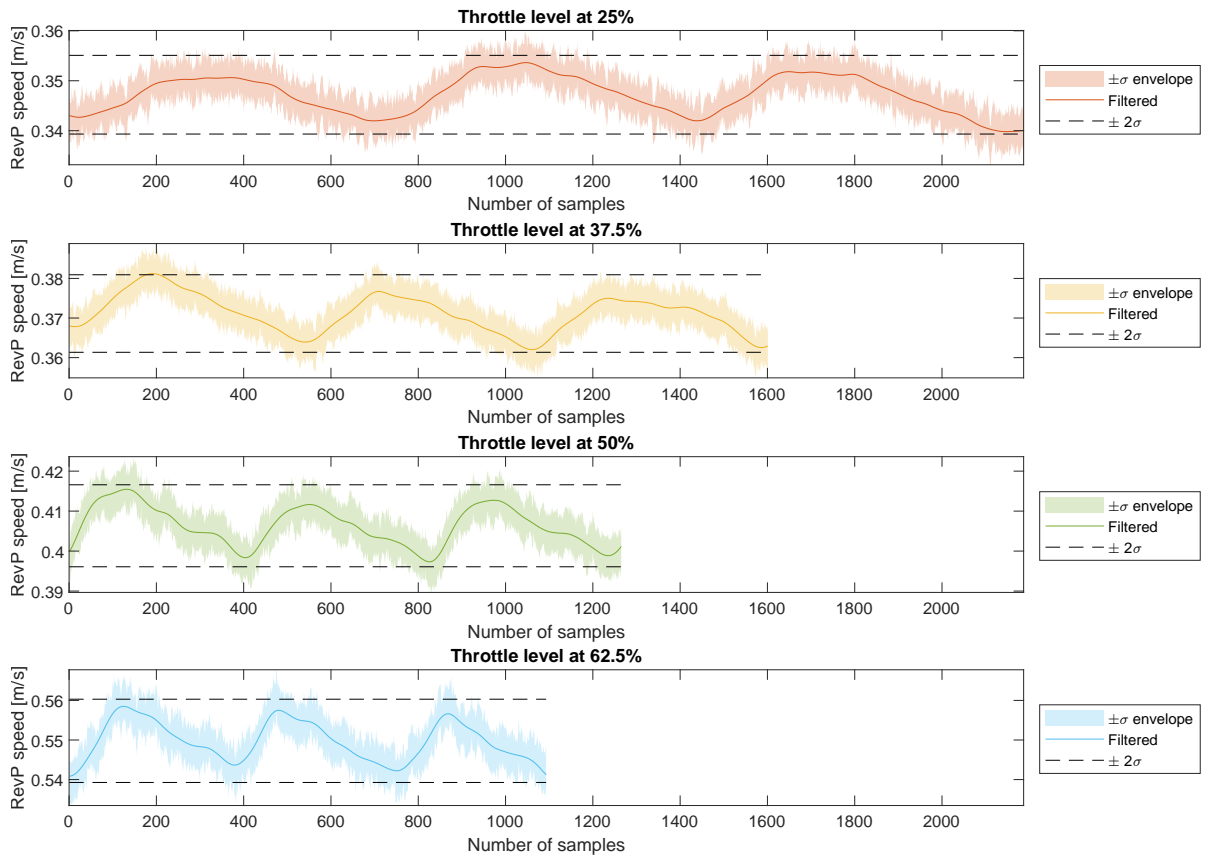 Throttle level at 25%
RevP speed [m/s]
0.36
0.35
0.34
0 200 400 600 800 1000 1200 1400 1600 1800 2000
Number of samples
±σ envelope
Filtered
± 2σ
Throttle level at 37.5%
RevP speed [m/s]
0.38
0.37
0.36
0 200 400 600 800 1000 1200 1400 1600 1800 2000
Number of samples
±σ envelope
Filtered
± 2σ
Throttle level at 50%
RevP speed [m/s]
0.42
0.41
0.4
0.39
0 200 400 600 800 1000 1200 1400 1600 1800 2000
Number of samples
±σ envelope
Filtered
± 2σ
Throttle level at 62.5%
RevP speed [m/s]
0.56
0.55
0.54
0 200 400 600 800 1000 1200 1400 1600 1800 2000
Number of samples
±σ envelope
Filtered
± 2σ